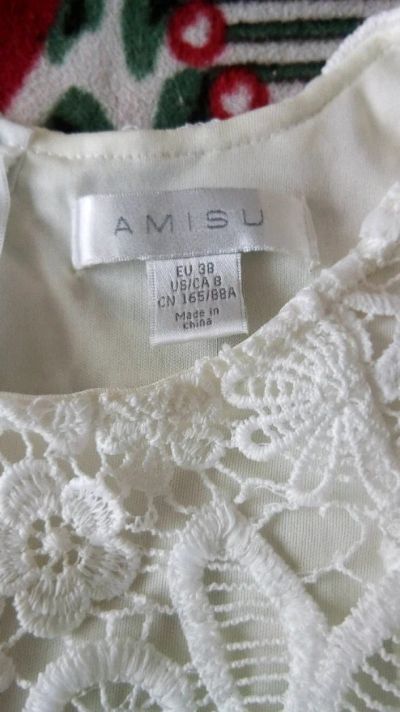 AMISU
EU 38
US/CA 8
CN 165/88A
Made in
China